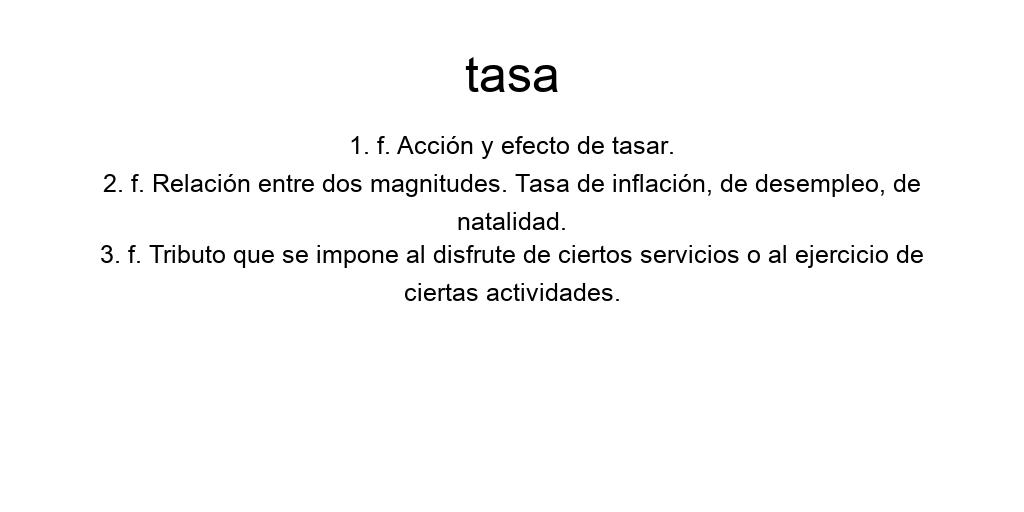 tasa
1. f. Acción y efecto de tasar.
2. f. Relación entre dos magnitudes. Tasa de inflación, de desempleo, de
natalidad.
3. f. Tributo que se impone al disfrute de ciertos servicios o al ejercicio de
ciertas actividades.